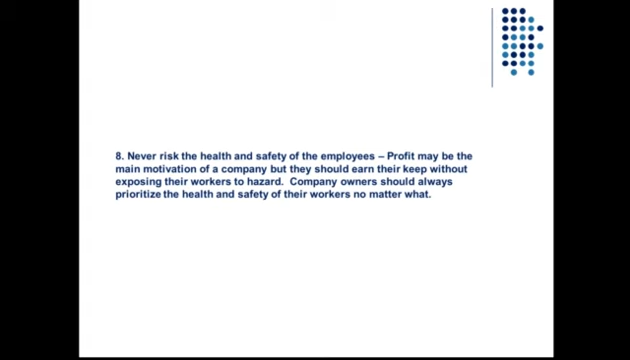 8. Never risk the health and safety of the employees – Profit may be the
main motivation of a company but they should earn their keep without
exposing their workers to hazard.  Company owners should always
prioritize the health and safety of their workers no matter what.